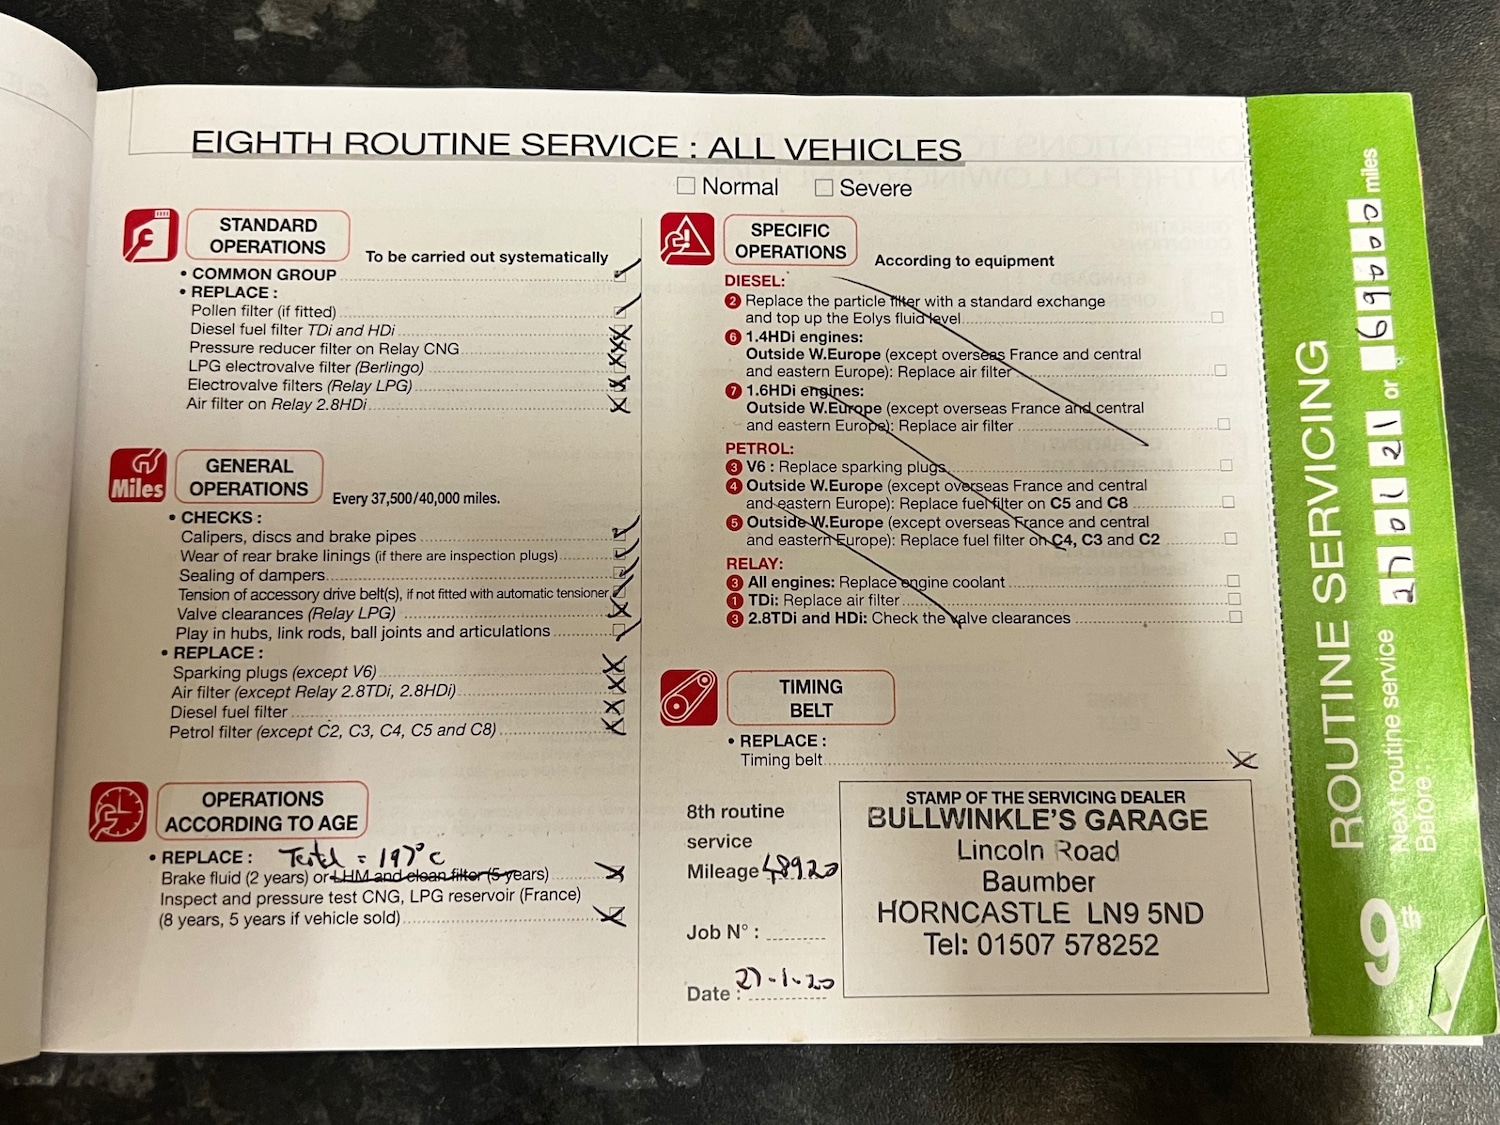 EIGHTH ROUTINE SERVICE : ALL VEHICLES
Normal Severe
STANDARD
OPERATIONS
To be carried out systematically
• COMMON GROUP
• REPLACE :
Pollen filter (if fitted)
Diesel fuel filter TDi and HDi
Pressure reducer filter on Relay CNG
LPG electrovalve filter (Berlingo)
Electrovalve filters (Relay LPG)
Air filter on Relay 2.8HDi
Miles
GENERAL
OPERATIONS
Every 37,500/40,000 miles.
• CHECKS :
Calipers, discs and brake pipes
Wear of rear brake linings (if there are inspection plugs)
Sealing of dampers
Tension of accessory drive belt(s), if not fitted with automatic tensioner
Valve clearances (Relay LPG)
Play in hubs, link rods, ball joints and articulations
• REPLACE :
Sparking plugs (except V6)
Air filter (except Relay 2.8TDi, 2.8HDi)
Diesel fuel filter
Petrol filter (except C2, C3, C4, C5 and C8)
OPERATIONS
ACCORDING TO AGE
• REPLACE : Tested = 197°C
Brake fluid (2 years) or LHM and clean filter (5 years)
Inspect and pressure test CNG, LPG reservoir (France)
(8 years, 5 years if vehicle sold)
SPECIFIC
OPERATIONS
According to equipment
DIESEL:
2 Replace the particle filter with a standard exchange
and top up the Eolys fluid level
6 1.4HDi engines:
Outside W.Europe (except overseas France and central
and eastern Europe): Replace air filter
7 1.6HDi engines:
Outside W.Europe (except overseas France and central
and eastern Europe): Replace air filter
PETROL:
3 V6 : Replace sparking plugs
4 Outside W.Europe (except overseas France and central
and eastern Europe): Replace fuel filter on C5 and C8
5 Outside W.Europe (except overseas France and central
and eastern Europe): Replace fuel filter on C4, C3 and C2
RELAY:
3 All engines: Replace engine coolant
1 TDi: Replace air filter
3 2.8TDi and HDi: Check the valve clearances
TIMING
BELT
• REPLACE :
Timing belt
8th routine
service
Mileage 48920
Job N° :
Date : 27-1-20
STAMP OF THE SERVICING DEALER
BULLWINKLE'S GARAGE
Lincoln Road
Baumber
HORNCASTLE LN9 5ND
Tel: 01507 578252
9th ROUTINE SERVICING
Next routine service
Before : 27 01 21 or miles